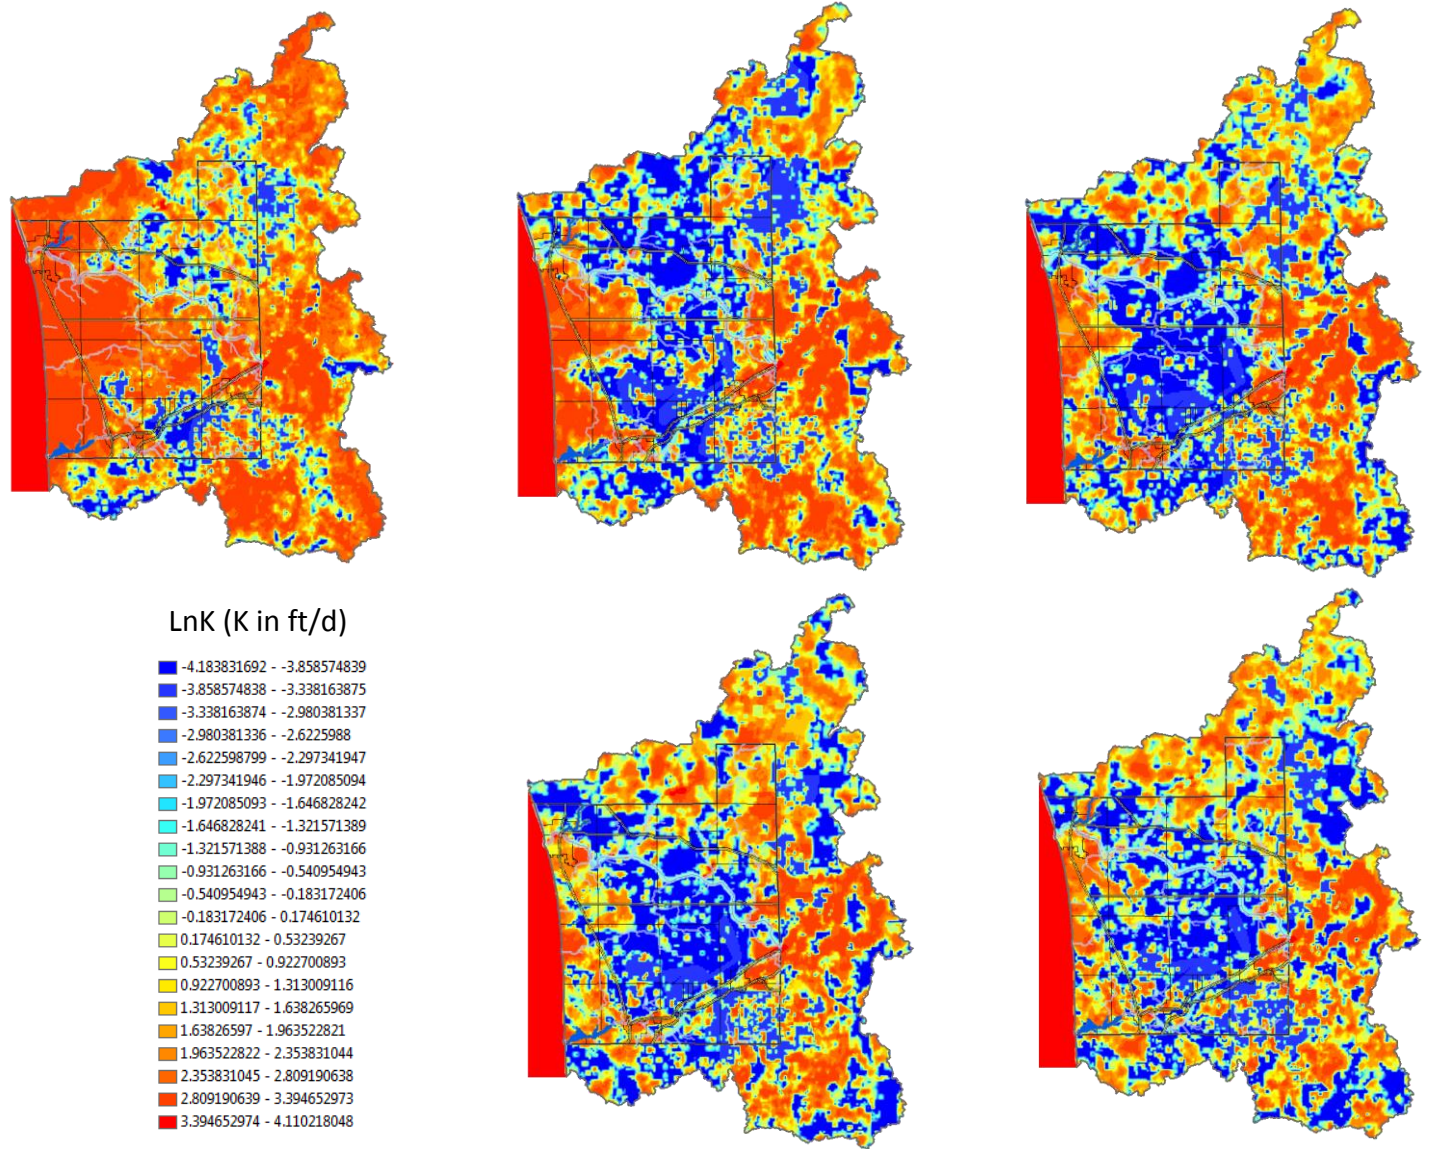 LnK (K in ft/d)
-4.183831692 - -3.858574839
-3.858574838 - -3.338163875
-3.338163874 - -2.980381337
-2.980381336 - -2.6225988
-2.622598799 - -2.297341947
-2.297341946 - -1.972085094
-1.972085093 - -1.646828242
-1.646828241 - -1.321571389
-1.321571388 - -0.931263166
-0.931263166 - -0.540954943
-0.540954943 - -0.183172406
-0.183172406 - 0.174610132
0.174610132 - 0.53239267
0.53239267 - 0.922700893
0.922700893 - 1.313009116
1.313009117 - 1.638265969
1.63826597 - 1.963522821
1.963522822 - 2.353831044
2.353831045 - 2.809190638
2.809190639 - 3.394652973
3.394652974 - 4.110218048